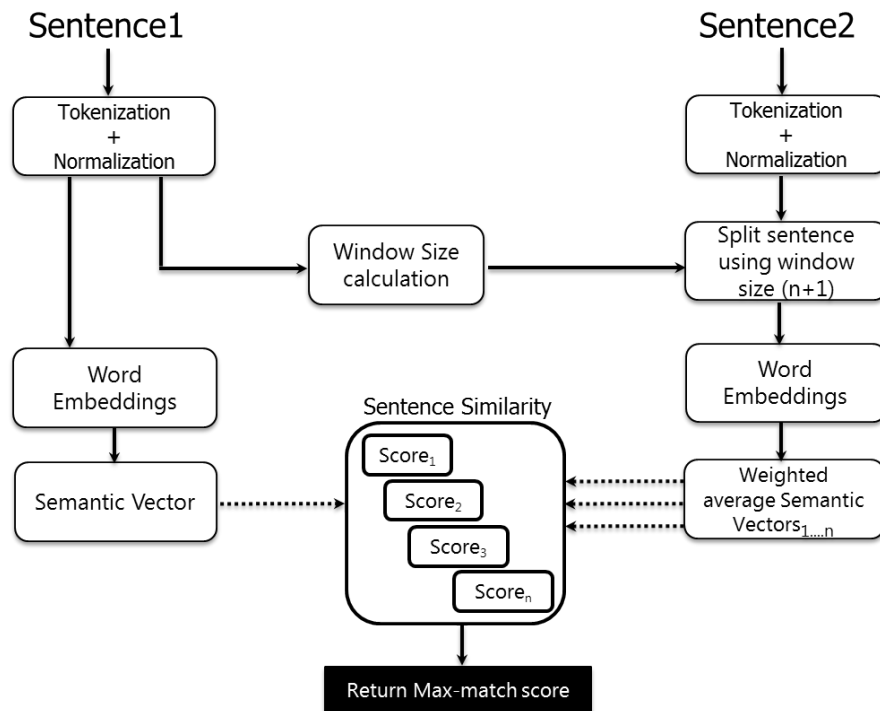 Sentence1
Sentence2
Tokenization
+
Normalization
Tokenization
+
Normalization
Window Size
calculation
Split sentence
using window
size (n+1)
Word
Embeddings
Word
Embeddings
Sentence Similarity
Score1
Score2
Score3
Scoren
Semantic Vector
Weighted
average Semantic
Vectors1....n
Return Max-match score